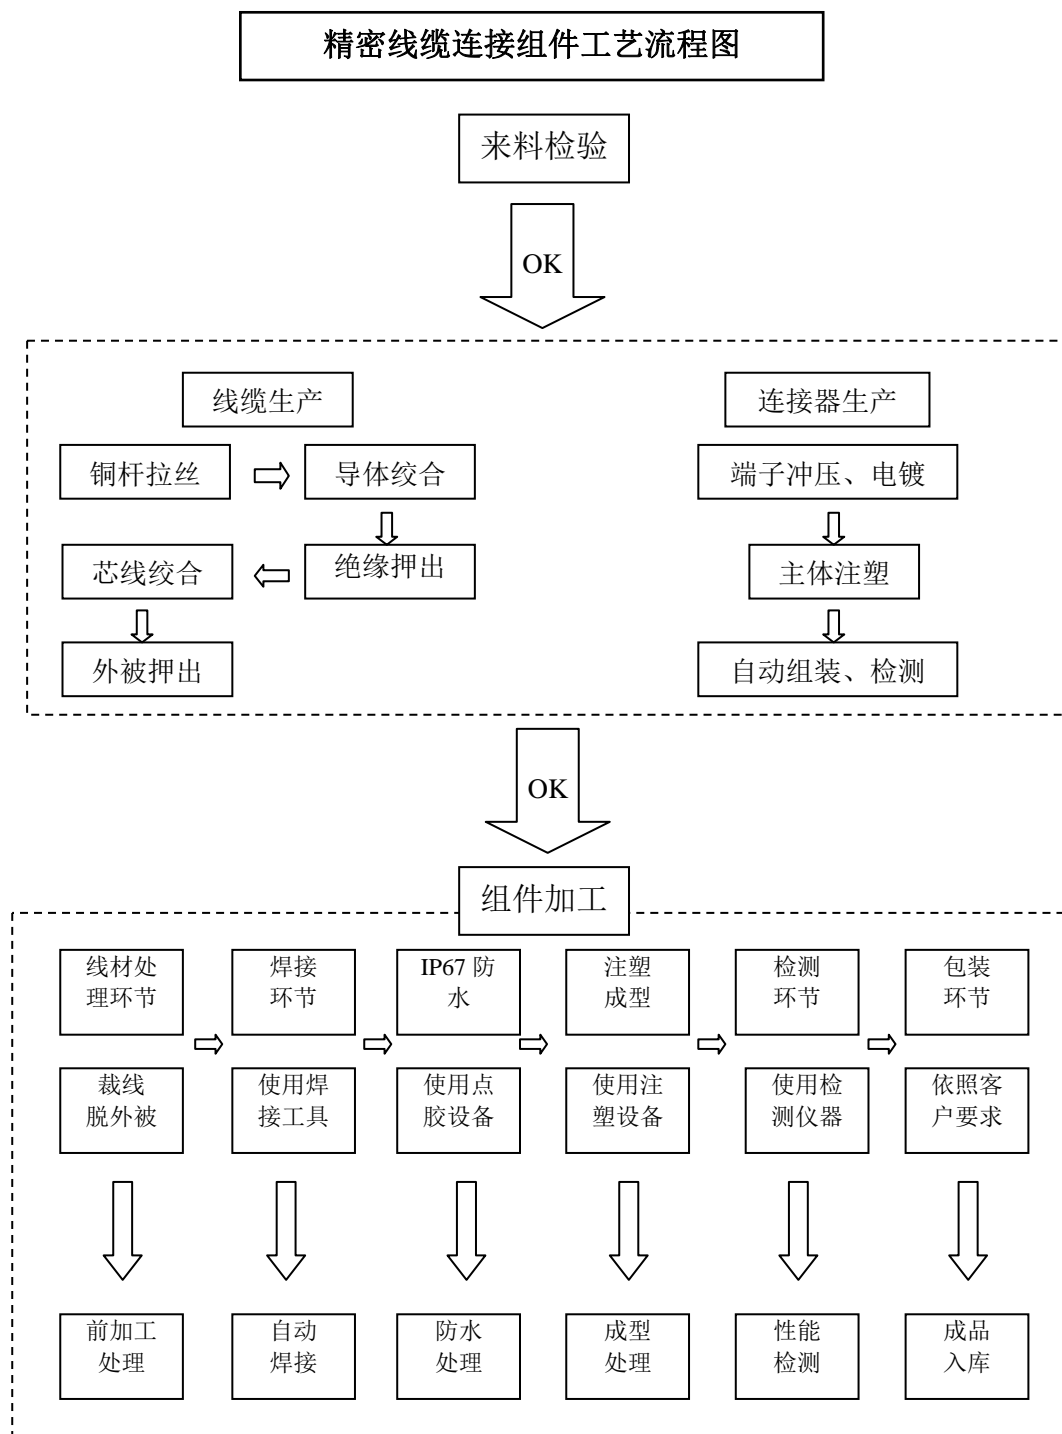 精密线缆连接组件工艺流程图
来料检验
OK
线缆生产
连接器生产
铜杆拉丝
导体绞合
端子冲压、电镀
芯线绞合
绝缘押出
主体注塑
外被押出
自动组装、检测
OK
组件加工
线材处
理环节
焊接
环节
IP67 防
水
注塑
成型
检测
环节
包装
环节
裁线
脱外被
使用焊
接工具
使用点
胶设备
使用注
塑设备
使用检
测仪器
依照客
户要求
前加工
处理
自动
焊接
防水
处理
成型
处理
性能
检测
成品
入库